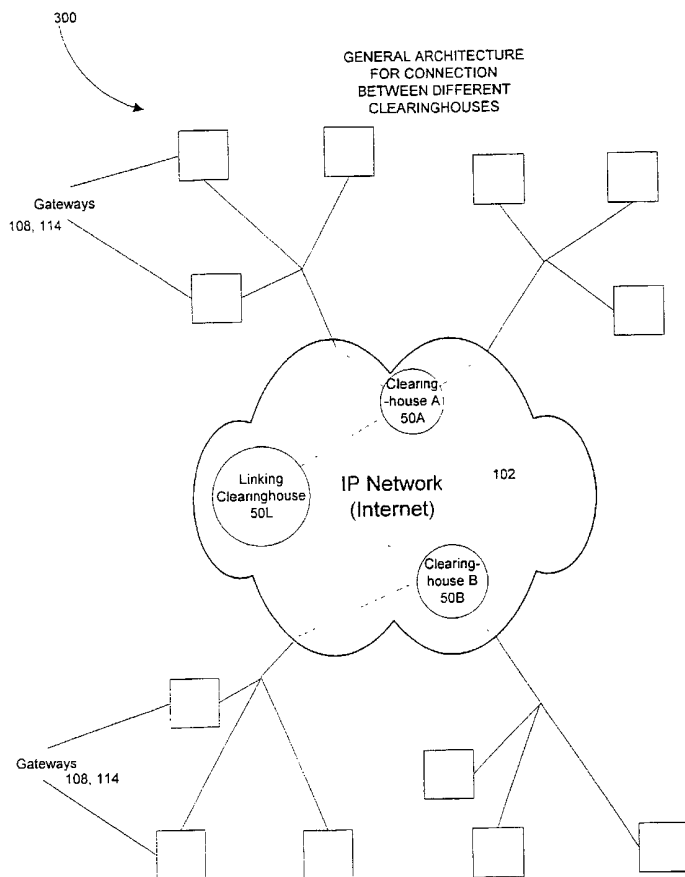 300
GENERAL ARCHITECTURE
FOR CONNECTION
BETWEEN DIFFERENT
CLEARINGHOUSES
Gateways
108, 114
Clearing-
-house A
50A
Linking
Clearinghouse
50L
IP Network
(Internet)
102
Clearing-
house B
50B
Gateways
108, 114